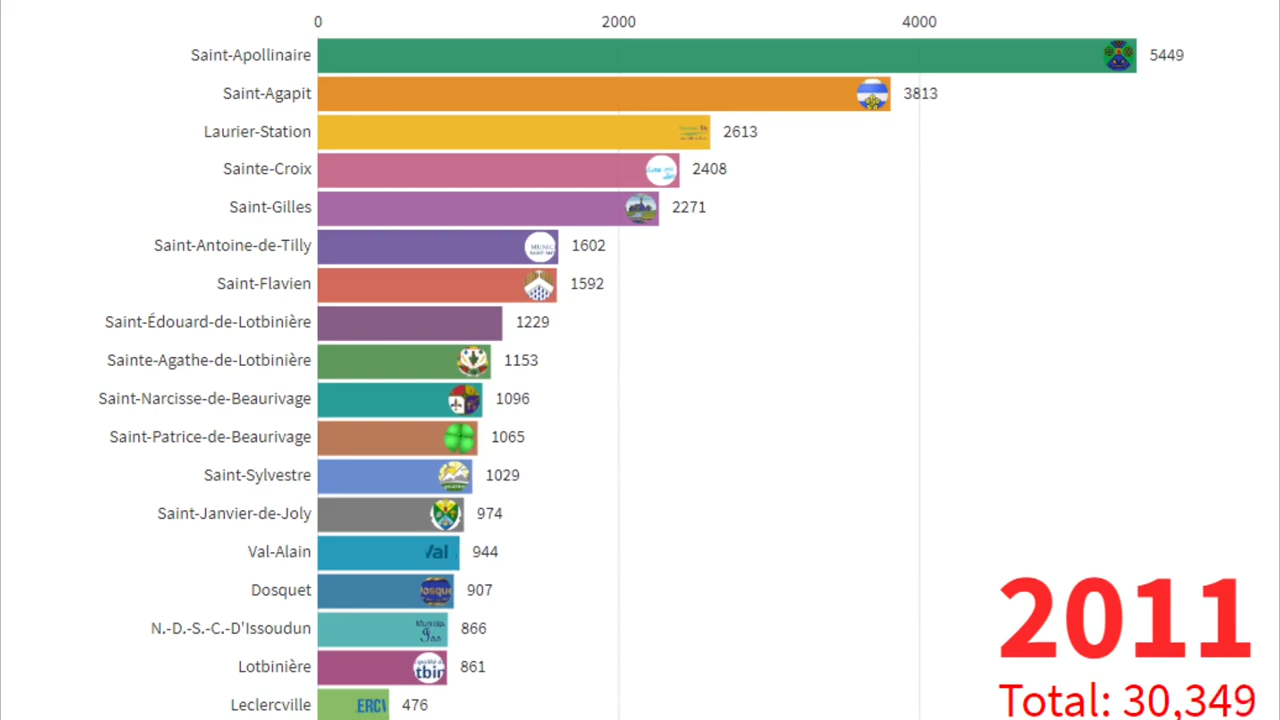 0 2000 4000
Saint-Apollinaire 5449
Saint-Agapit 3813
Laurier-Station 2613
Sainte-Croix 2408
Saint-Gilles 2271
Saint-Antoine-de-Tilly 1602
Saint-Flavien 1592
Saint-Édouard-de-Lotbinière 1229
Sainte-Agathe-de-Lotbinière 1153
Saint-Narcisse-de-Beaurivage 1096
Saint-Patrice-de-Beaurivage 1065
Saint-Sylvestre 1029
Saint-Janvier-de-Joly 974
Val-Alain Val 944
Dosquet 907
N.-D.-S.-C.-D'Issoudun 866
Lotbinière tbin 861
Leclercville 476
2011
Total: 30,349